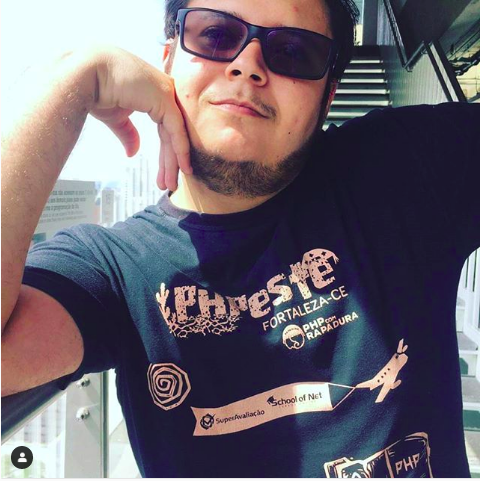 PHPeste
FORTALEZA-CE
PHP COM
RAPADURA
School of Net
SuperAvaliação
PHP